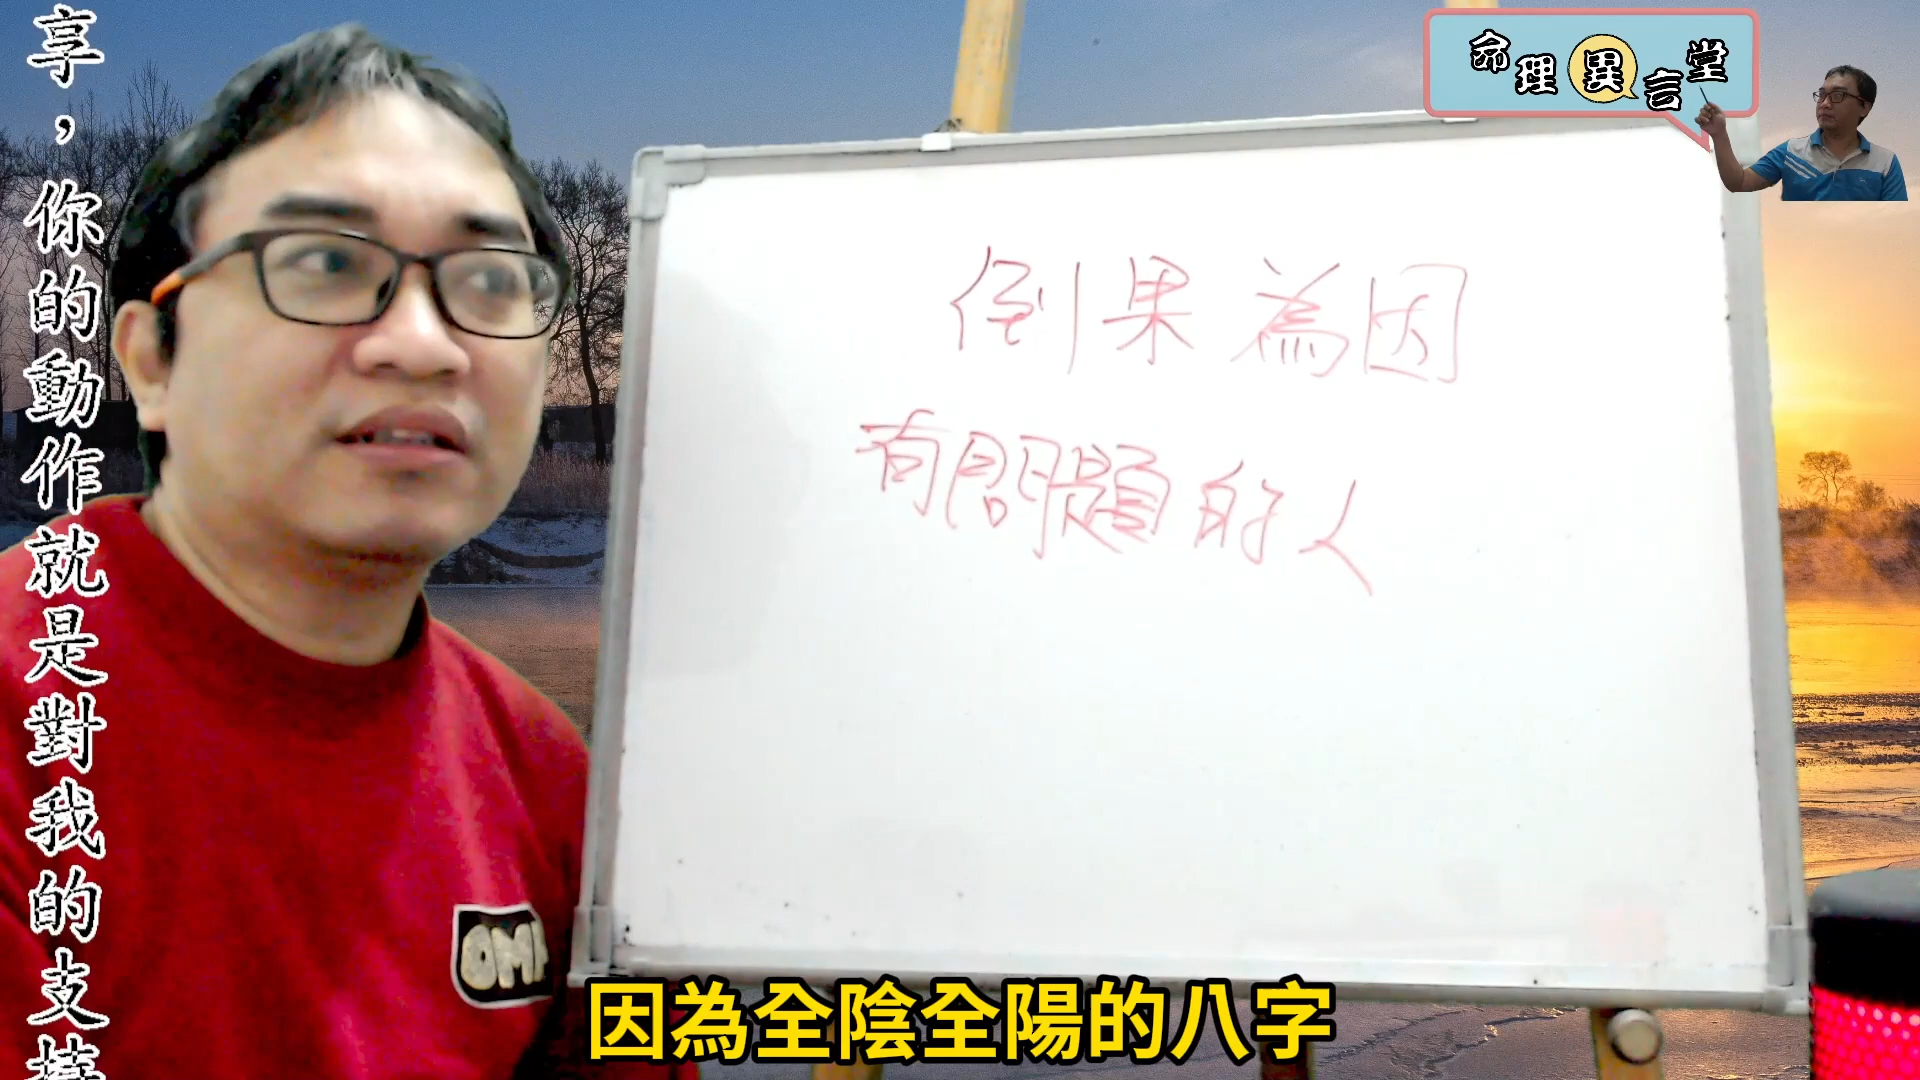 享，你的動作就是對我的支持
命理異言堂
倒果為因
有問題的人
OM
因為全陰全陽的八字